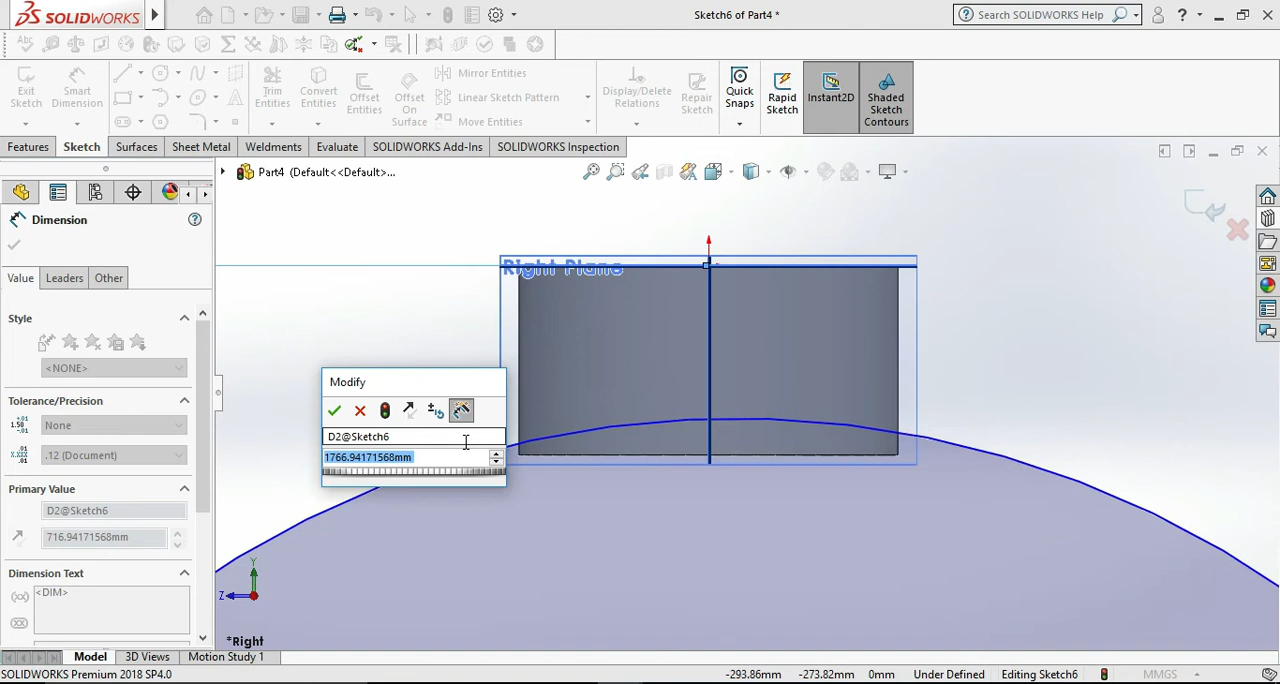 SOLIDWORKS
Sketch6 of Part4 *
Search SOLIDWORKS Help
?
Exit Sketch
Smart Dimension
Trim Entities
Convert Entities
Offset Entities
Offset On Surface
Mirror Entities
Linear Sketch Pattern
Move Entities
Display/Delete Relations
Repair Sketch
Quick Snaps
Rapid Sketch
Instant2D
Shaded Sketch Contours
Features
Sketch
Surfaces
Sheet Metal
Weldments
Evaluate
SOLIDWORKS Add-Ins
SOLIDWORKS Inspection
Part4 (Default<<Default>...
Dimension
Value
Leaders
Other
Style
<NONE>
Tolerance/Precision
None
.12 (Document)
Primary Value
D2@Sketch6
716.94171568mm
Dimension Text
<DIM>
Right Plane
Modify
D2@Sketch6
1766.94171568mm
Y
Z
*Right
Model
3D Views
Motion Study 1
SOLIDWORKS Premium 2018 SP4.0
-293.86mm
-273.82mm
0mm
Under Defined
Editing Sketch6
MMGS